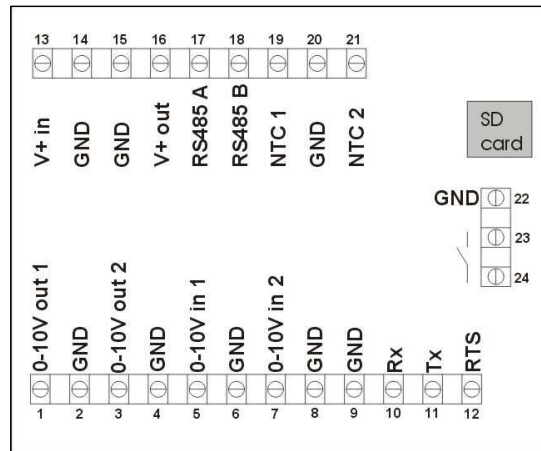 13 14 15 16 17 18 19 20 21
V+ in
GND
GND
V+ out
RS485 A
RS485 B
NTC 1
GND
NTC 2
SD
card
GND 22
23
24
0-10V out 1
GND
0-10V out 2
GND
0-10V in 1
GND
0-10V in 2
GND
GND
Rx
Tx
RTS
1 2 3 4 5 6 7 8 9 10 11 12